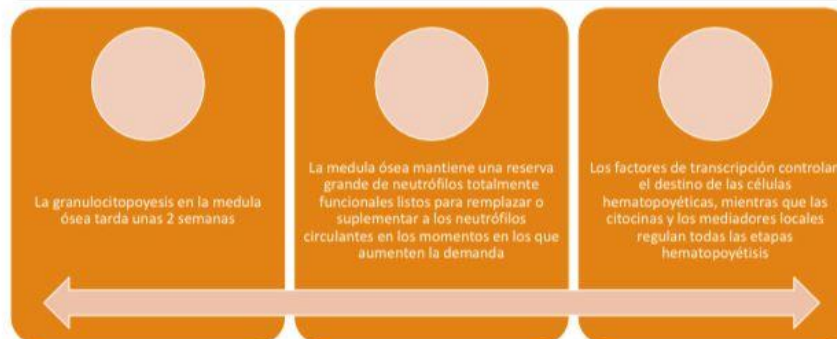 La granulocitopoyesis en la medula
ósea tarda unas 2 semanas
La medula ósea mantiene una reserva
grande de neutrófilos totalmente
funcionales listos para remplazar o
suplementar a los neutrófilos
circulantes en los momentos en los que
aumenten la demanda
Los factores de transcripción controlan
el destino de las células
hematopoyéticas, mientras que las
citocinas y los mediadores locales
regulan todas las etapas
hematopoyétisis